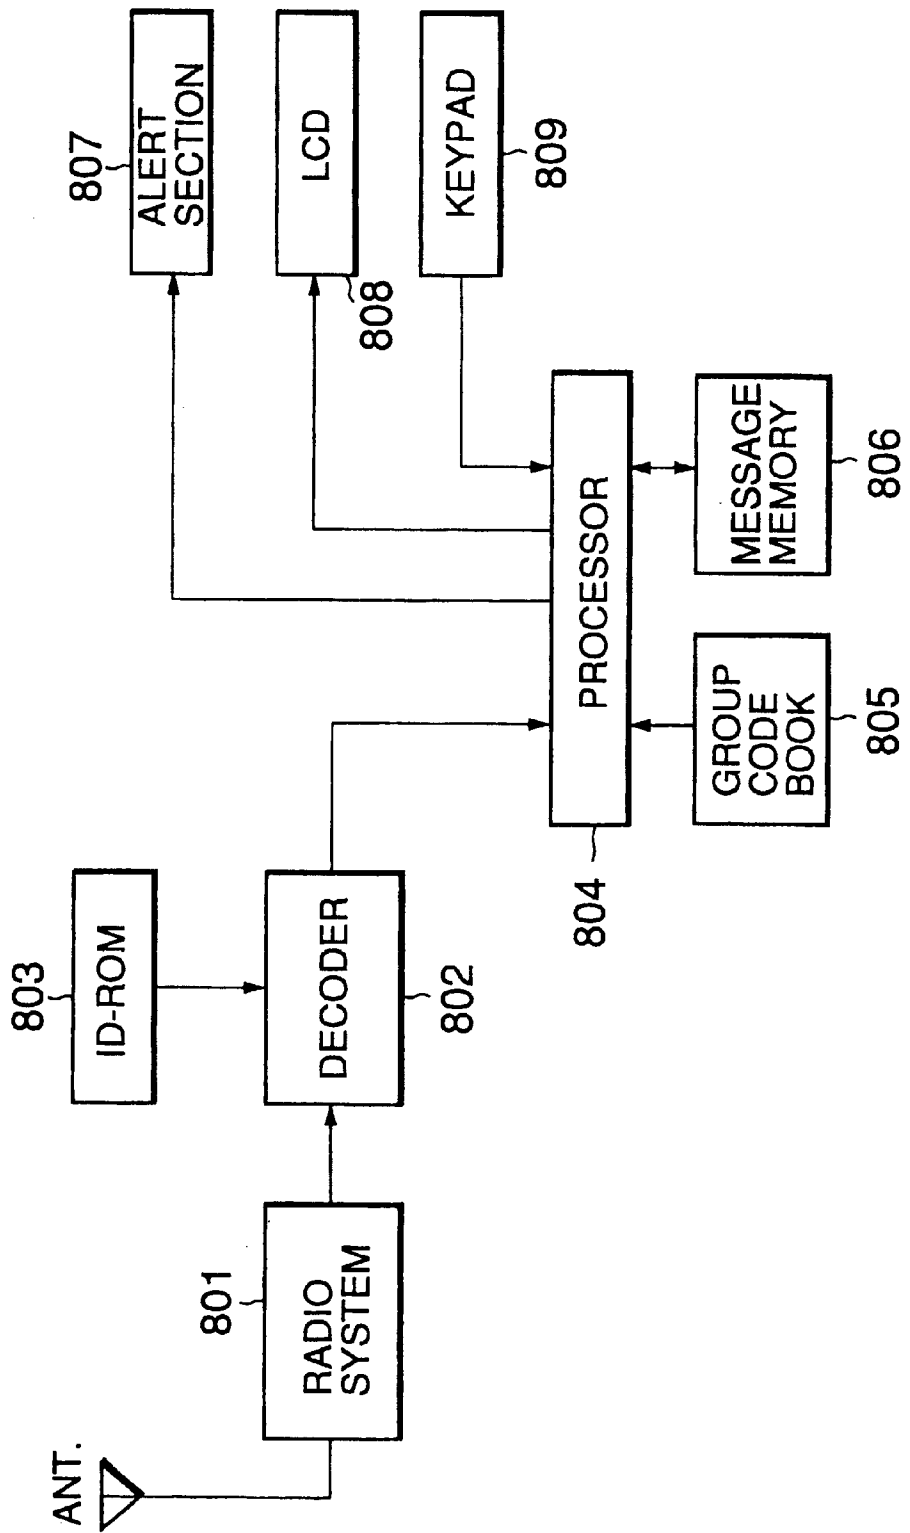 ANT.
801
RADIO
SYSTEM
803
ID-ROM
DECODER
802
804
PROCESSOR
GROUP
CODE
BOOK
805
MESSAGE
MEMORY
806
807
ALERT
SECTION
LCD
808
KEYPAD
809